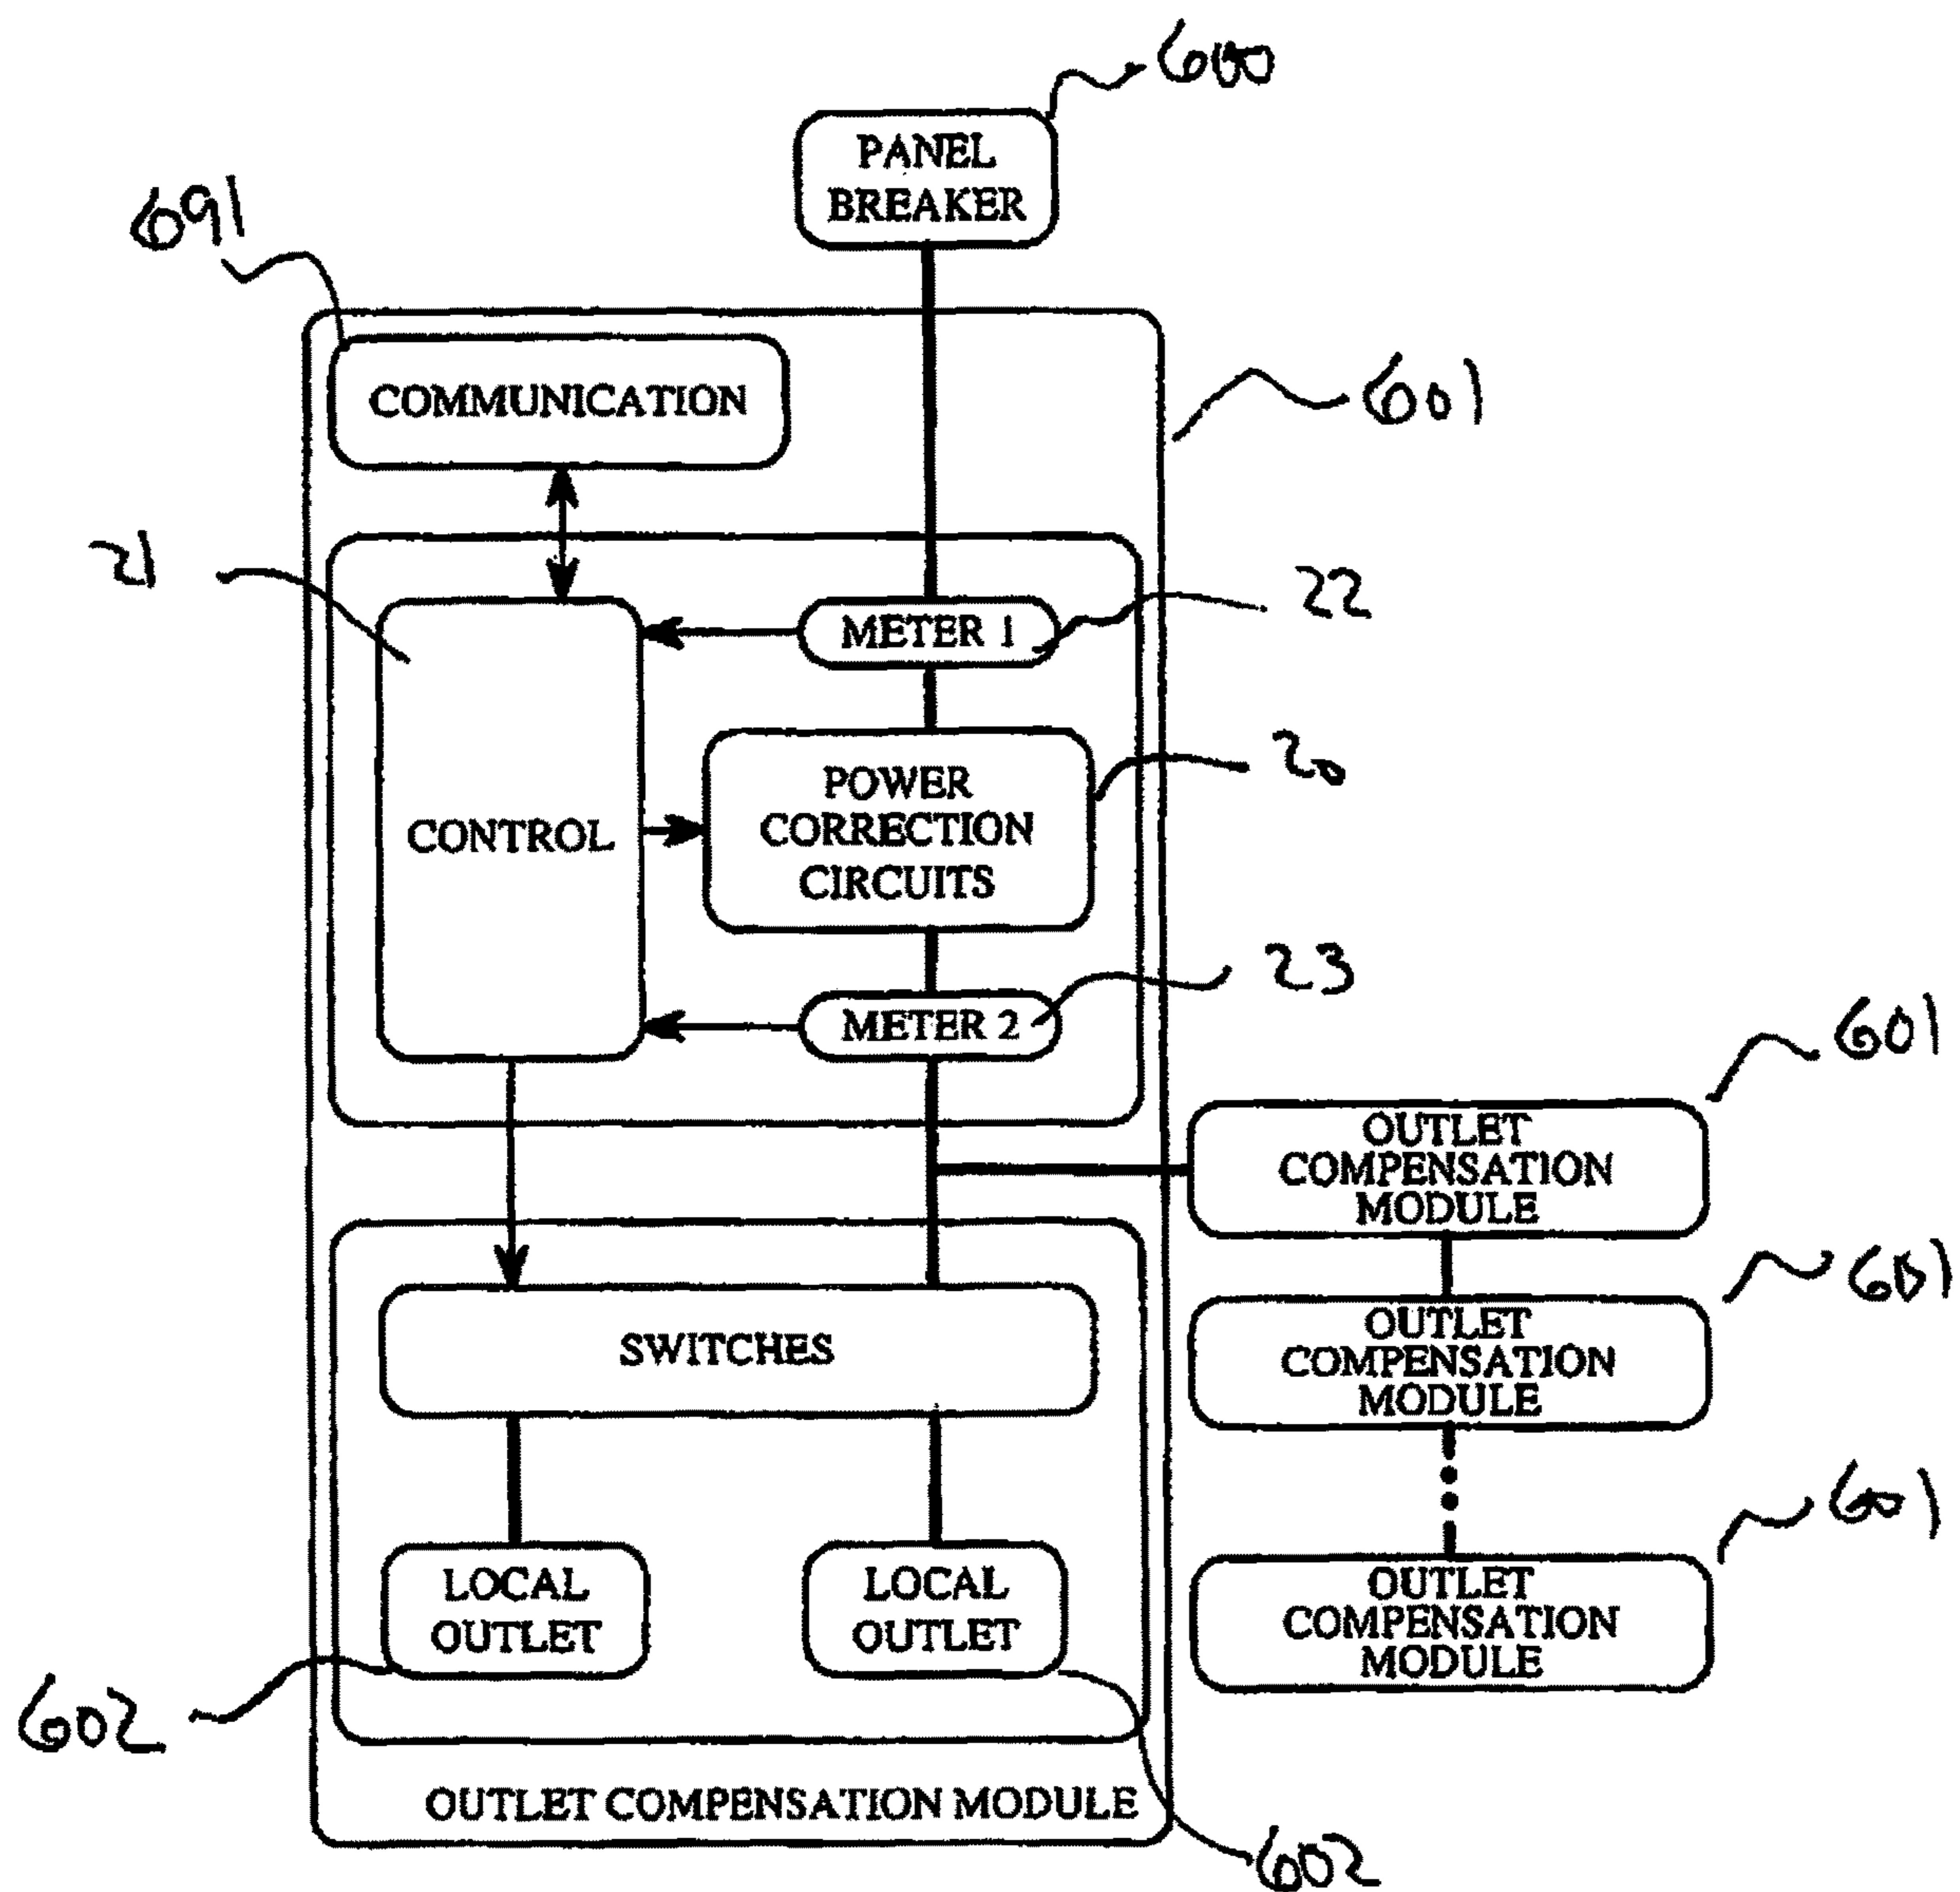 600
PANEL
BREAKER
691
COMMUNICATION
601
21
METER 1
22
POWER
CORRECTION
CIRCUITS
20
CONTROL
METER 2
23
601
OUTLET
COMPENSATION
MODULE
601
OUTLET
COMPENSATION
MODULE
SWITCHES
601
OUTLET
COMPENSATION
MODULE
LOCAL
OUTLET
LOCAL
OUTLET
602
OUTLET COMPENSATION MODULE
602